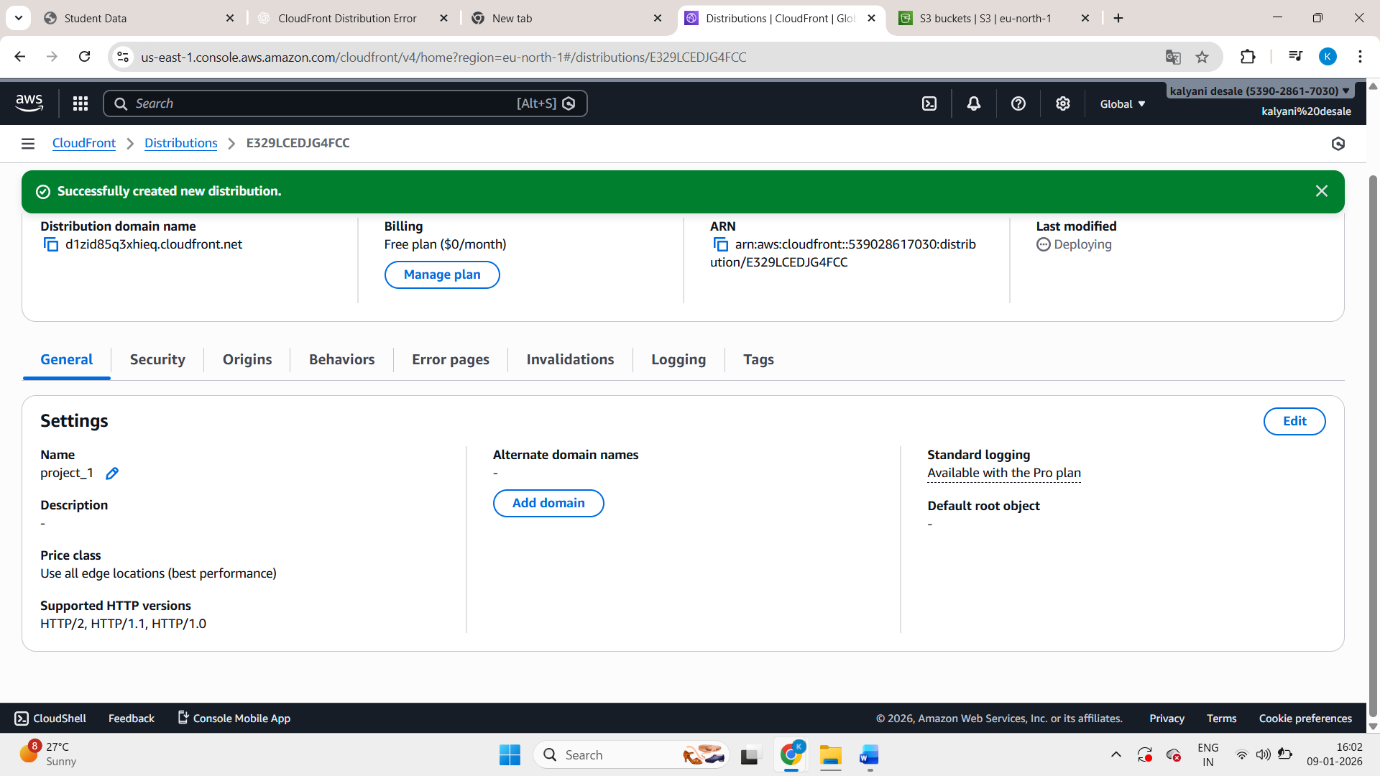 Student Data
CloudFront Distribution Error
New tab
Distributions | CloudFront | Glo
S3 buckets | S3 | eu-north-1
us-east-1.console.aws.amazon.com/cloudfront/v4/home?region=eu-north-1#/distributions/E329LCEDJG4FCC
K
aws
Search
[Alt+S]
Global
kalyani desale (5390-2861-7030)
kalyani%20desale
CloudFront
Distributions
E329LCEDJG4FCC
Successfully created new distribution.
Distribution domain name
d1zid85q3xhieq.cloudfront.net
Billing
Free plan ($0/month)
Manage plan
ARN
arn:aws:cloudfront::539028617030:distrib
ution/E329LCEDJG4FCC
Last modified
Deploying
General
Security
Origins
Behaviors
Error pages
Invalidations
Logging
Tags
Settings
Edit
Name
project_1
Description
-
Price class
Use all edge locations (best performance)
Supported HTTP versions
HTTP/2, HTTP/1.1, HTTP/1.0
Alternate domain names
-
Add domain
Standard logging
Available with the Pro plan
Default root object
-
CloudShell
Feedback
Console Mobile App
© 2026, Amazon Web Services, Inc. or its affiliates.
Privacy
Terms
Cookie preferences
8
27°C
Sunny
Search
K
W
ENG
IN
16:02
09-01-2026